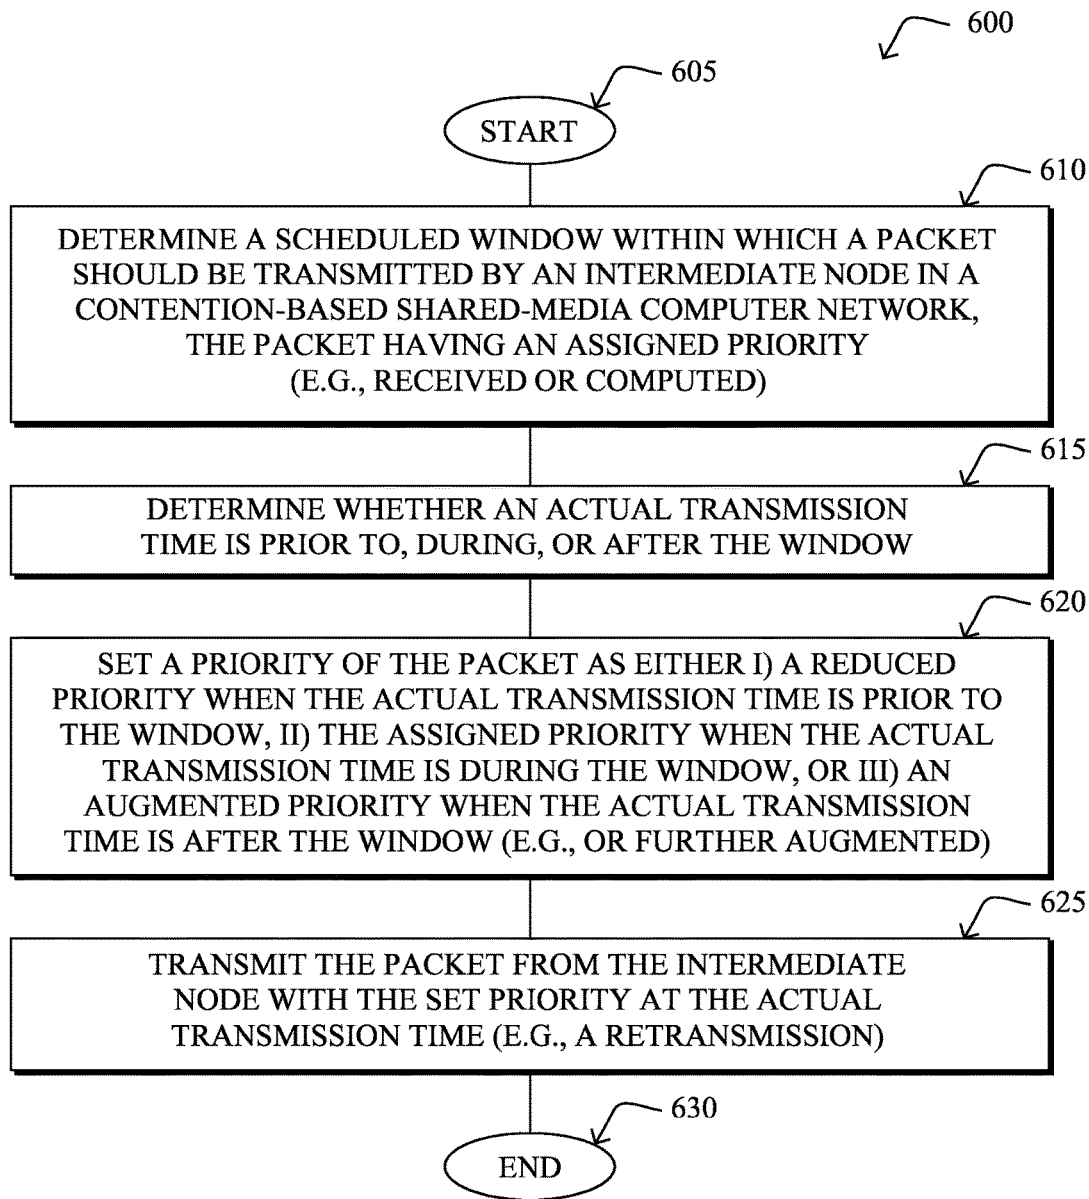 600
605
START
610
DETERMINE A SCHEDULED WINDOW WITHIN WHICH A PACKET
SHOULD BE TRANSMITTED BY AN INTERMEDIATE NODE IN A
CONTENTION-BASED SHARED-MEDIA COMPUTER NETWORK,
THE PACKET HAVING AN ASSIGNED PRIORITY
(E.G., RECEIVED OR COMPUTED)
615
DETERMINE WHETHER AN ACTUAL TRANSMISSION
TIME IS PRIOR TO, DURING, OR AFTER THE WINDOW
620
SET A PRIORITY OF THE PACKET AS EITHER I) A REDUCED
PRIORITY WHEN THE ACTUAL TRANSMISSION TIME IS PRIOR TO
THE WINDOW, II) THE ASSIGNED PRIORITY WHEN THE ACTUAL
TRANSMISSION TIME IS DURING THE WINDOW, OR III) AN
AUGMENTED PRIORITY WHEN THE ACTUAL TRANSMISSION
TIME IS AFTER THE WINDOW (E.G., OR FURTHER AUGMENTED)
625
TRANSMIT THE PACKET FROM THE INTERMEDIATE
NODE WITH THE SET PRIORITY AT THE ACTUAL
TRANSMISSION TIME (E.G., A RETRANSMISSION)
630
END